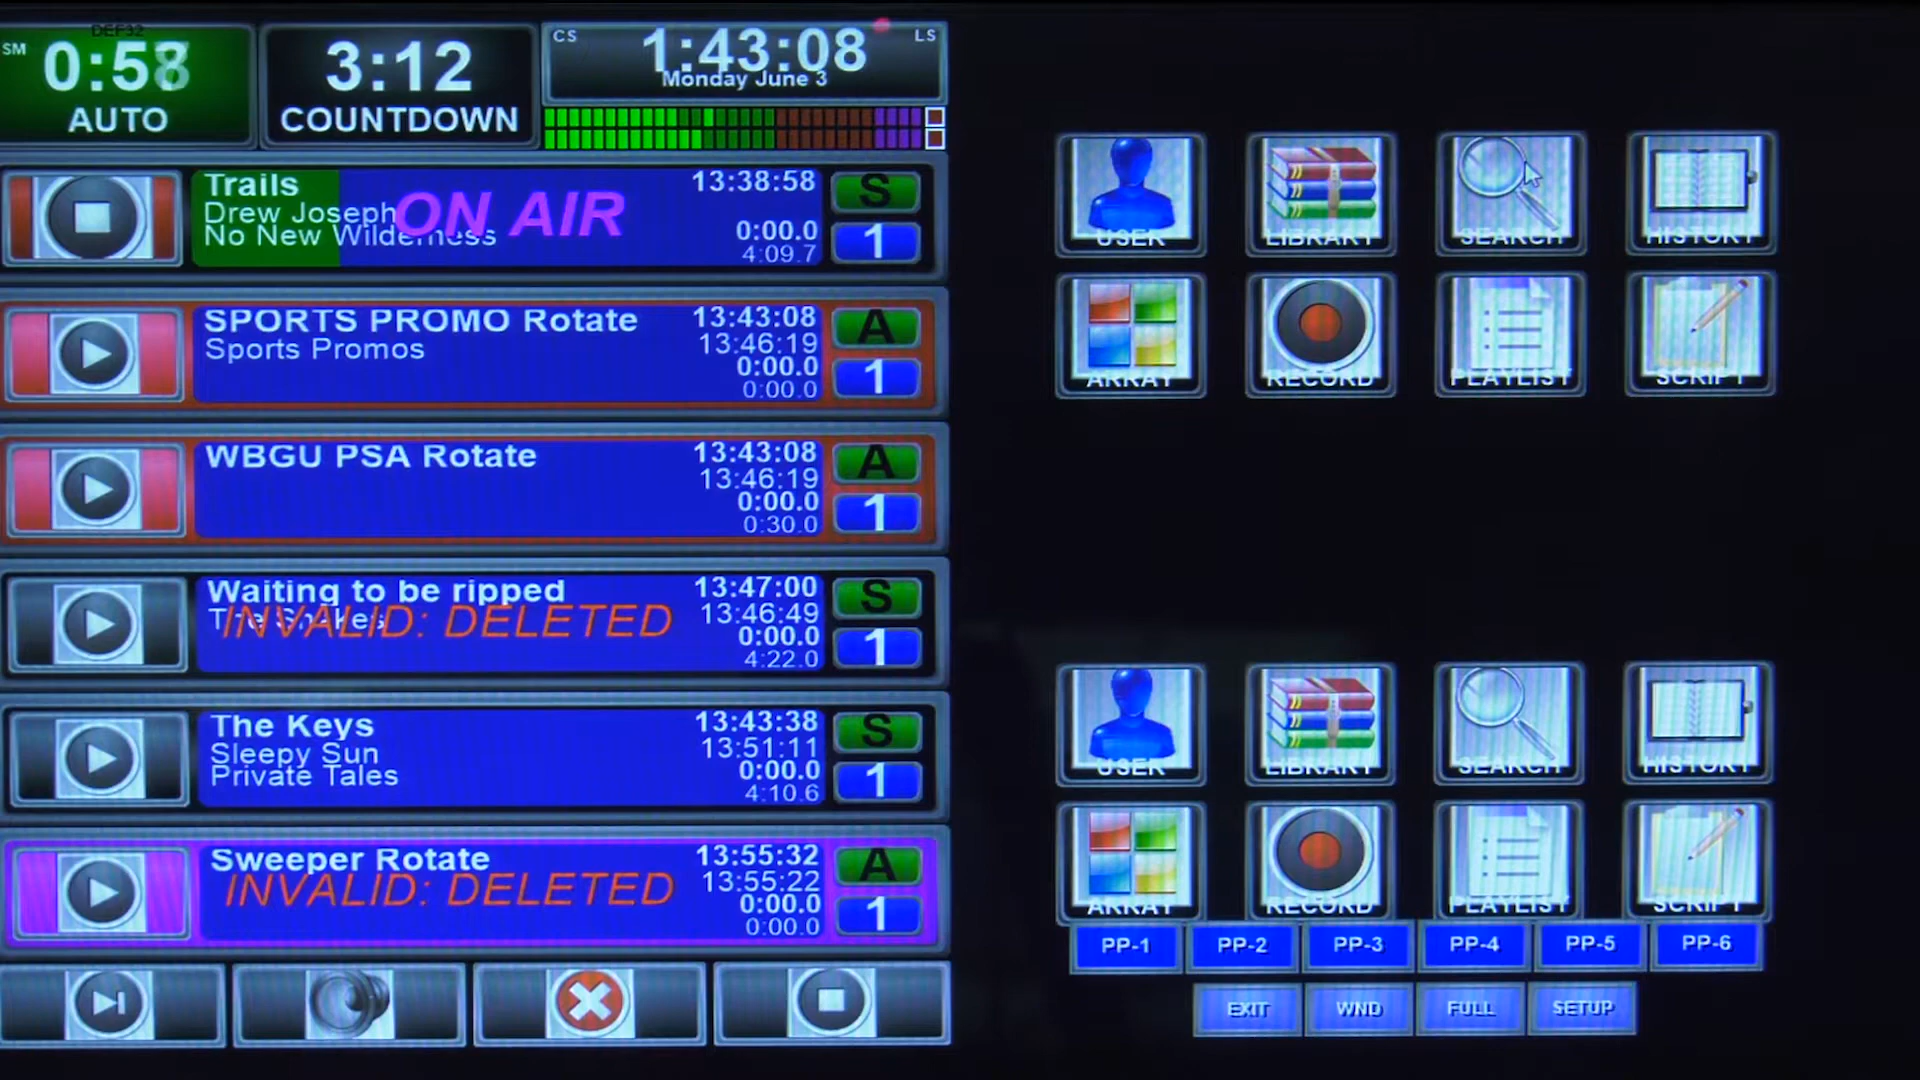 DEF32
SM
0:58
AUTO
3:12
COUNTDOWN
CS
1:43:08
LS
Monday June 3
Trails
Drew Joseph
No New Wilderness
ON AIR
13:38:58
0:00.0
4:09.7
S
1
SPORTS PROMO Rotate
Sports Promos
13:43:08
13:46:19
0:00.0
0:00.0
A
1
WBGU PSA Rotate
13:43:08
13:46:19
0:00.0
0:30.0
A
1
Waiting to be ripped
The Snakes
INVALID: DELETED
13:47:00
13:46:49
0:00.0
4:22.0
S
1
The Keys
Sleepy Sun
Private Tales
13:43:38
13:51:11
0:00.0
4:10.6
S
1
Sweeper Rotate
INVALID: DELETED
13:55:32
13:55:22
0:00.0
0:00.0
A
1
USER LIBRARY SEARCH HISTORY
ARRAY RECORD PLAYLIST SCRIPT
USER LIBRARY SEARCH HISTORY
ARRAY RECORD PLAYLIST SCRIPT
PP-1 PP-2 PP-3 PP-4 PP-5 PP-6
EXIT WND FULL SETUP